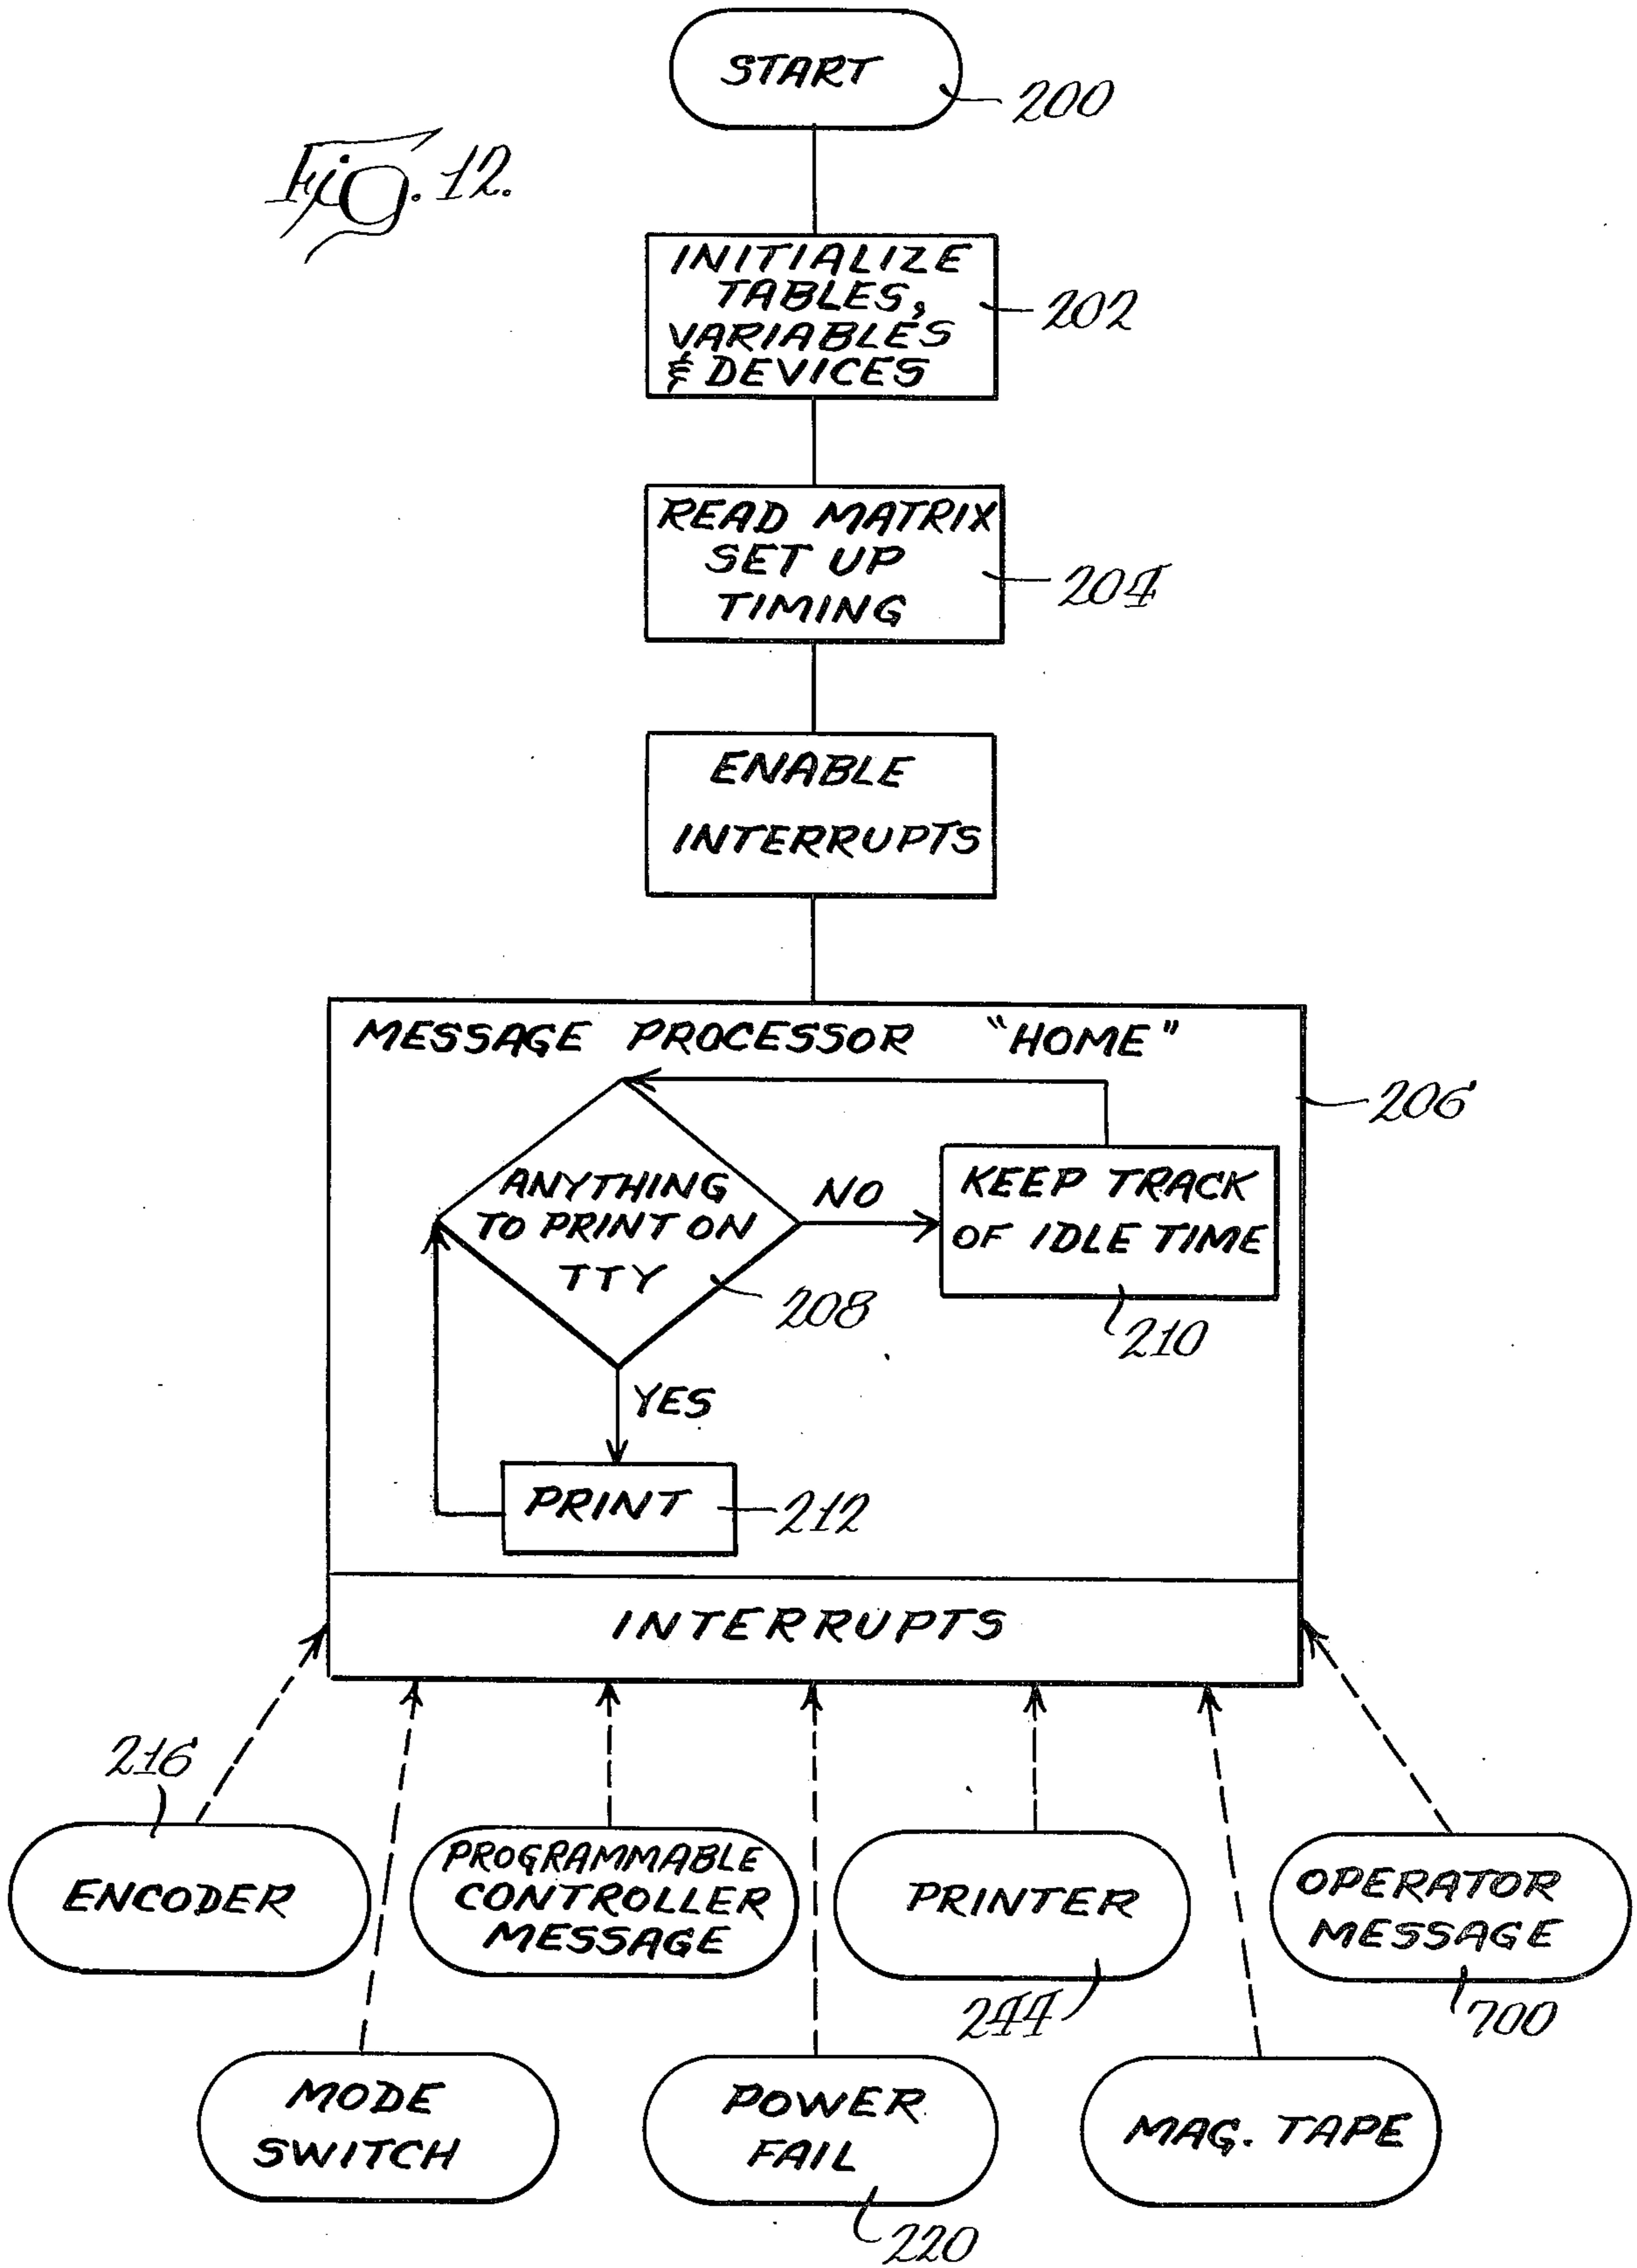 START
200
Fig. 12.
INITIALIZE
TABLES,
VARIABLES
& DEVICES
202
READ MATRIX
SET UP
TIMING
204
ENABLE
INTERRUPTS
MESSAGE PROCESSOR "HOME"
206
ANYTHING
TO PRINT ON
TTY
208
NO
KEEP TRACK
OF IDLE TIME
210
YES
PRINT
212
INTERRUPTS
216
ENCODER
PROGRAMMABLE
CONTROLLER
MESSAGE
PRINTER
244
OPERATOR
MESSAGE
700
MODE
SWITCH
POWER
FAIL
220
MAG. TAPE